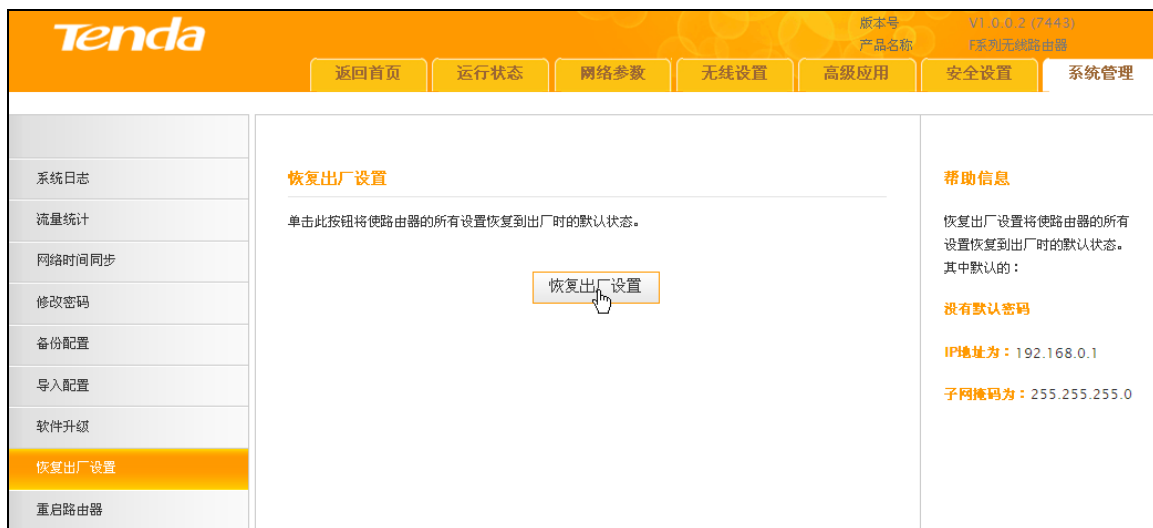 Tenda
版本号 V1.0.0.2 (7443)
产品名称 F系列无线路由器
返回首页 运行状态 网络参数 无线设置 高级应用 安全设置 系统管理
系统日志
流量统计
网络时间同步
修改密码
备份配置
导入配置
软件升级
恢复出厂设置
重启路由器
恢复出厂设置
单击此按钮将使路由器的所有设置恢复到出厂时的默认状态。
恢复出厂设置
帮助信息
恢复出厂设置将使路由器的所有
设置恢复到出厂时的默认状态。
其中默认的：
没有默认密码
IP地址为：192.168.0.1
子网掩码为：255.255.255.0